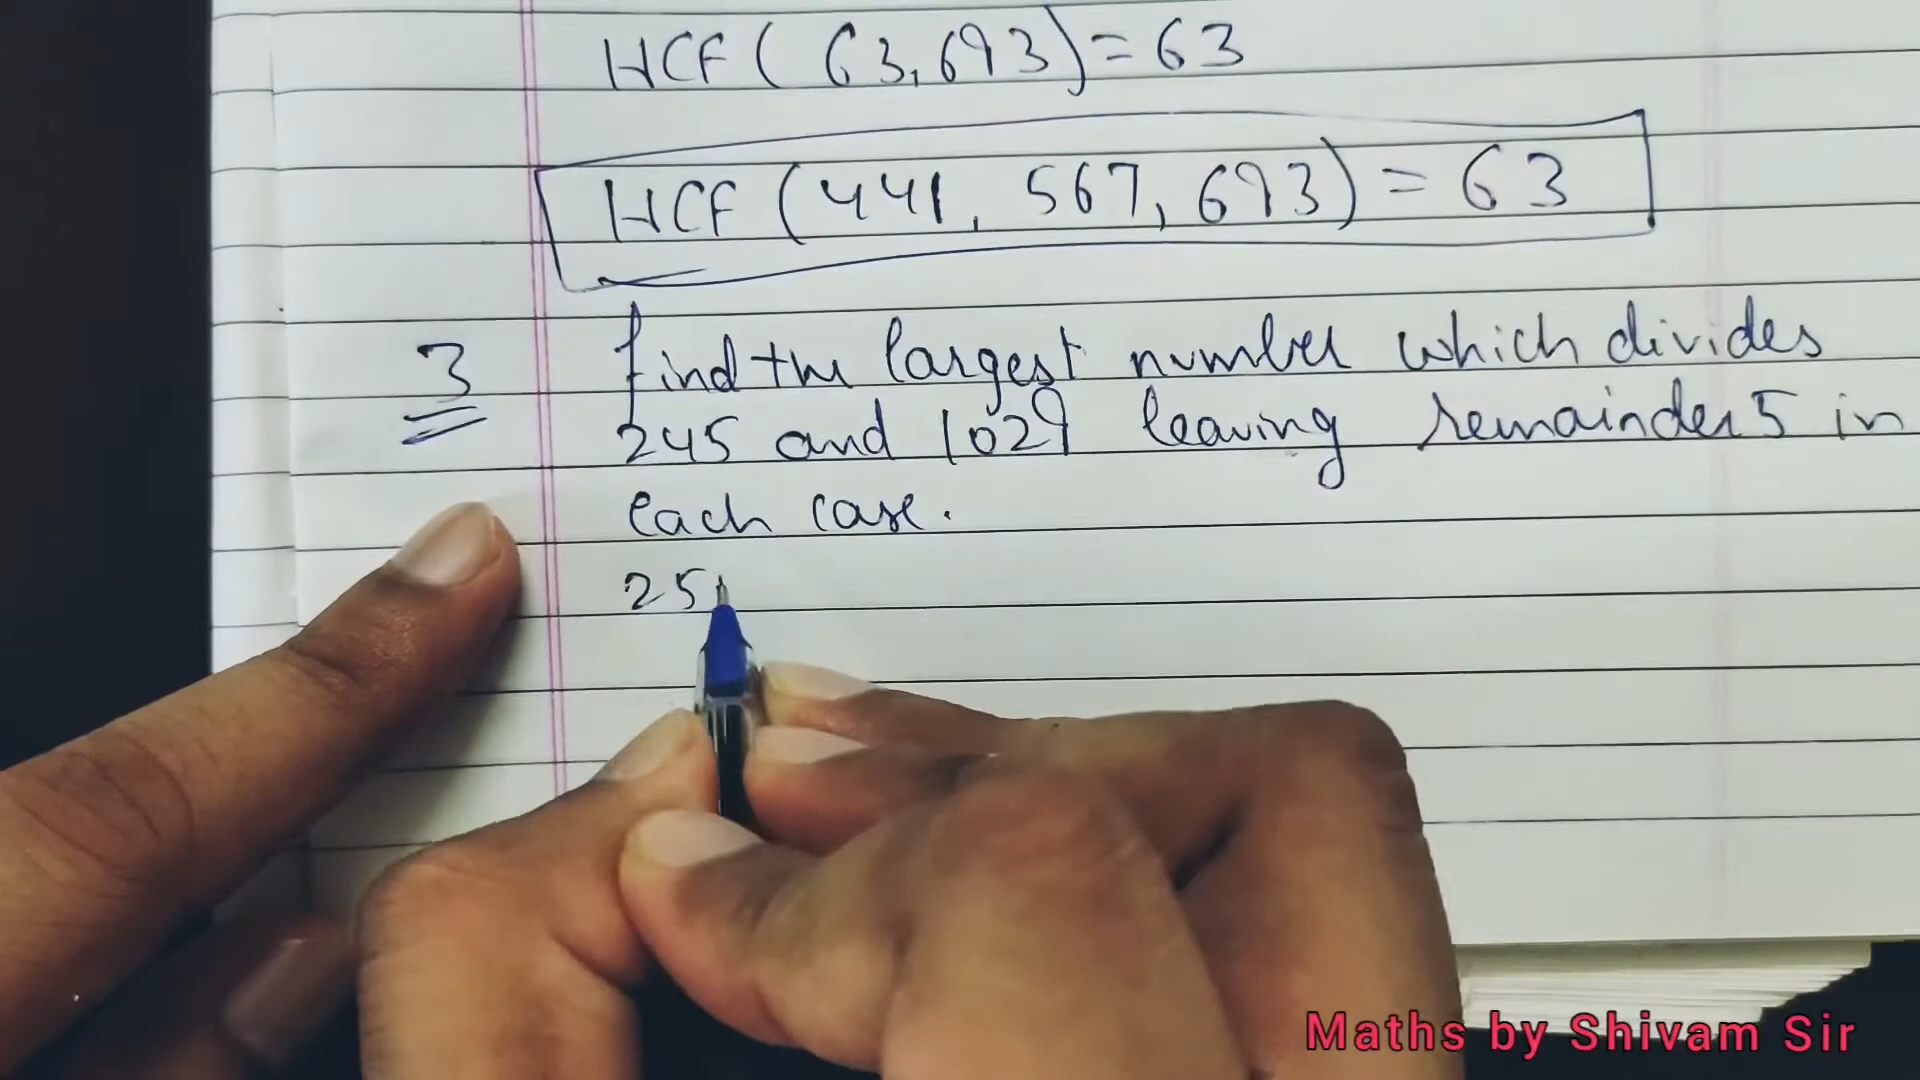 HCF ( 63, 693) = 63
HCF (441, 567, 693) = 63
3 find the largest number which divides
245 and 1029 leaving remainder 5 in
each case.
25
Maths by Shivam Sir